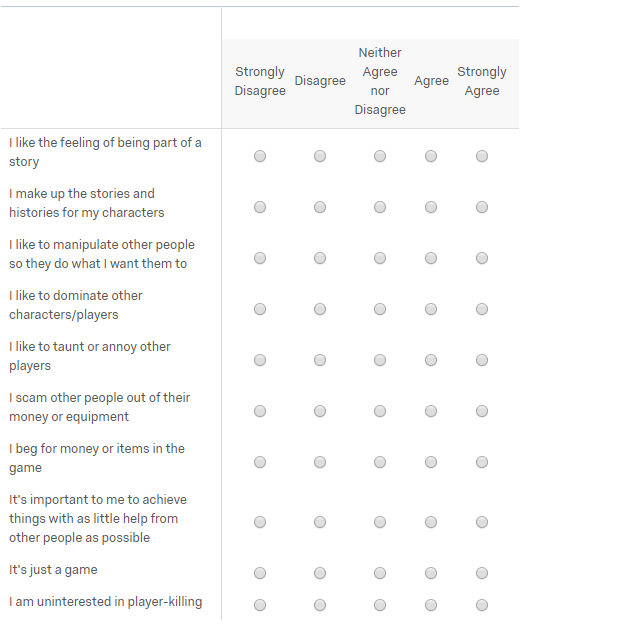 Strongly Disagree
Disagree
Neither Agree nor Disagree
Agree
Strongly Agree
I like the feeling of being part of a
story
I make up the stories and
histories for my characters
I like to manipulate other people
so they do what I want them to
I like to dominate other
characters/players
I like to taunt or annoy other
players
I scam other people out of their
money or equipment
I beg for money or items in the
game
It's important to me to achieve
things with as little help from
other people as possible
It's just a game
I am uninterested in player-killing